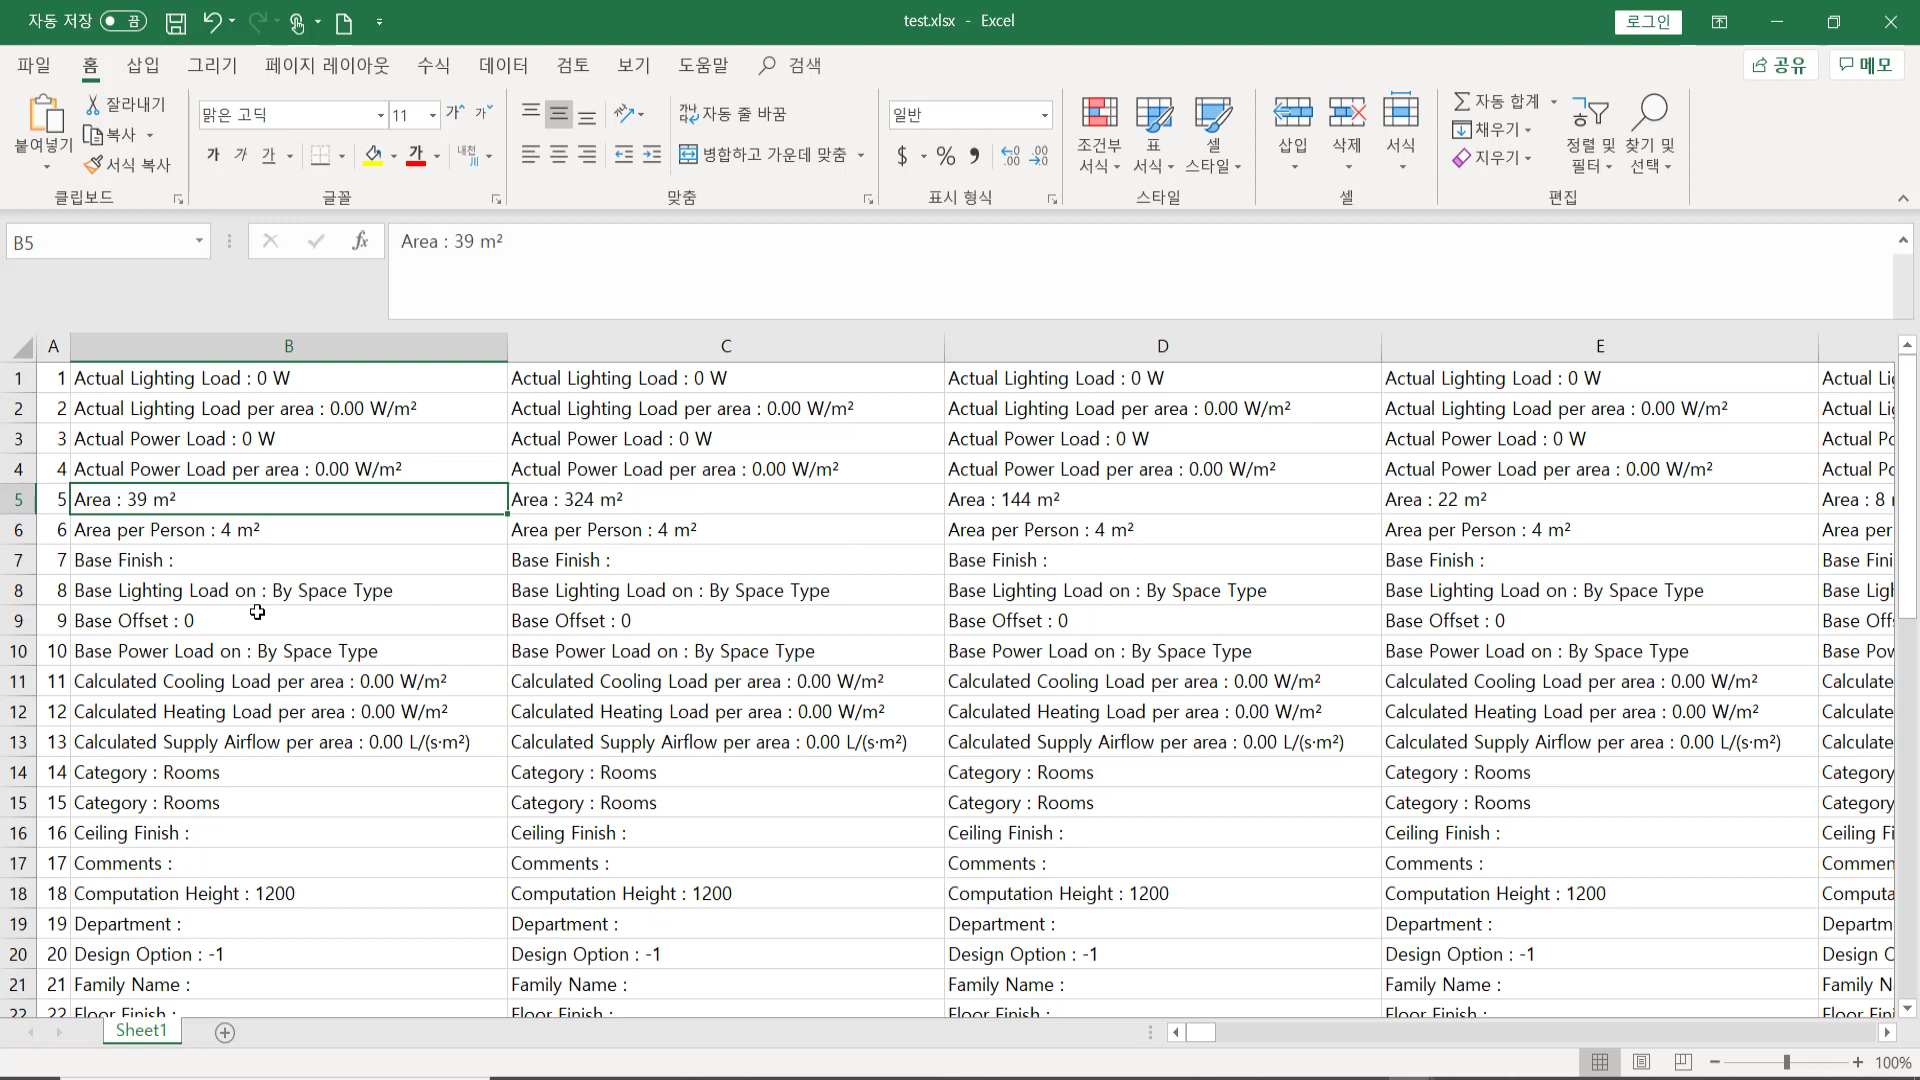 자동 저장 끔 test.xlsx - Excel 로그인
파일 홈 삽입 그리기 페이지 레이아웃 수식 데이터 검토 보기 도움말 검색 공유 메모
붙여넣기 잘라내기 복사 서식 복사 클립보드
맑은 고딕 11 가 가 가 가 가 가 내천 川 글꼴
가나 다라 자동 줄 바꿈
병합하고 가운데 맞춤
맞춤
일반
$ % 9 .00 .00
표시 형식
조건부 서식 표 서식 셀 스타일
스타일
삽입 삭제 서식
셀
자동 합계
채우기
지우기
정렬 및 필터 찾기 및 선택
편집
B5 fx Area : 39 m²
A B C D E
1 1 Actual Lighting Load : 0 W Actual Lighting Load : 0 W Actual Lighting Load : 0 W Actual Lighting Load : 0 W Actual
2 2 Actual Lighting Load per area : 0.00 W/m² Actual Lighting Load per area : 0.00 W/m² Actual Lighting Load per area : 0.00 W/m² Actual Lighting Load per area : 0.00 W/m² Actual
3 3 Actual Power Load : 0 W Actual Power Load : 0 W Actual Power Load : 0 W Actual Power Load : 0 W Actual
4 4 Actual Power Load per area : 0.00 W/m² Actual Power Load per area : 0.00 W/m² Actual Power Load per area : 0.00 W/m² Actual Power Load per area : 0.00 W/m² Actual
5 5 Area : 39 m² Area : 324 m² Area : 144 m² Area : 22 m² Area : 8
6 6 Area per Person : 4 m² Area per Person : 4 m² Area per Person : 4 m² Area per Person : 4 m² Area per
7 7 Base Finish : Base Finish : Base Finish : Base Finish : Base Fini
8 8 Base Lighting Load on : By Space Type Base Lighting Load on : By Space Type Base Lighting Load on : By Space Type Base Lighting Load on : By Space Type Base Ligh
9 9 Base Offset : 0 Base Offset : 0 Base Offset : 0 Base Offset : 0 Base Off
10 10 Base Power Load on : By Space Type Base Power Load on : By Space Type Base Power Load on : By Space Type Base Power Load on : By Space Type Base Pow
11 11 Calculated Cooling Load per area : 0.00 W/m² Calculated Cooling Load per area : 0.00 W/m² Calculated Cooling Load per area : 0.00 W/m² Calculated Cooling Load per area : 0.00 W/m² Calculate
12 12 Calculated Heating Load per area : 0.00 W/m² Calculated Heating Load per area : 0.00 W/m² Calculated Heating Load per area : 0.00 W/m² Calculated Heating Load per area : 0.00 W/m² Calculate
13 13 Calculated Supply Airflow per area : 0.00 L/(s·m²) Calculated Supply Airflow per area : 0.00 L/(s·m²) Calculated Supply Airflow per area : 0.00 L/(s·m²) Calculated Supply Airflow per area : 0.00 L/(s·m²) Calculate
14 14 Category : Rooms Category : Rooms Category : Rooms Category : Rooms Category
15 15 Category : Rooms Category : Rooms Category : Rooms Category : Rooms Category
16 16 Ceiling Finish : Ceiling Finish : Ceiling Finish : Ceiling Finish : Ceiling Fi
17 17 Comments : Comments : Comments : Comments : Commen
18 18 Computation Height : 1200 Computation Height : 1200 Computation Height : 1200 Computation Height : 1200 Computa
19 19 Department : Department : Department : Department : Departm
20 20 Design Option : -1 Design Option : -1 Design Option : -1 Design Option : -1 Design
21 21 Family Name : Family Name : Family Name : Family Name : Family N
22 22 Floor Finish : Floor Finish : Floor Finish : Floor Finish : Floor Fini
Sheet1
100%